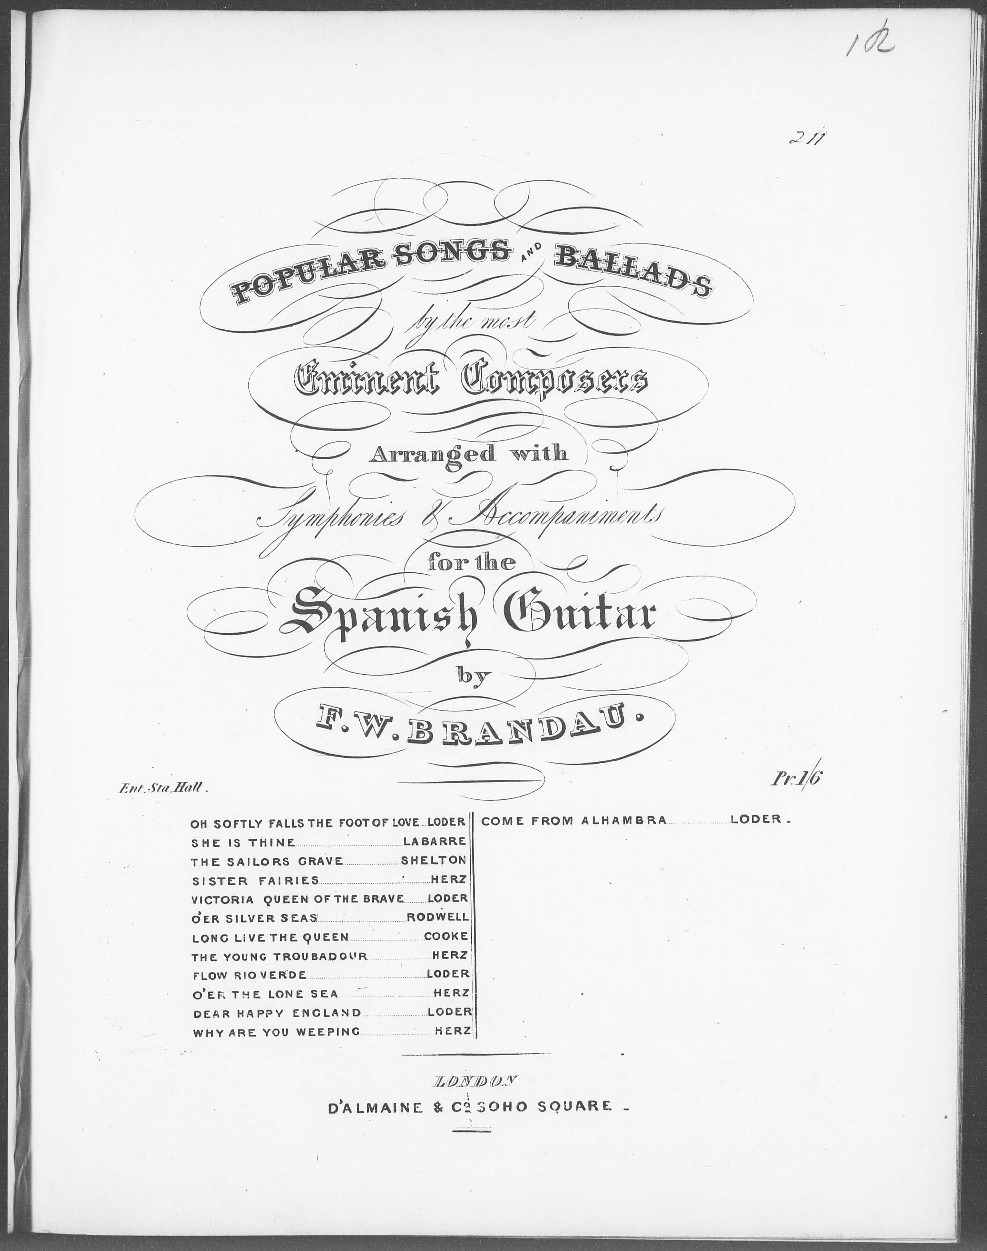 211
POPULAR SONGS AND BALLADS
by the most
Eminent Composers
Arranged with
Symphonies & Accompaniments
for the
Spanish Guitar
by
F. W. BRANDAU.
Ent. Sta. Hall.
Pr. 1/6
OH SOFTLY FALLS THE FOOT OF LOVE LODER
SHE IS THINE LABARRE
THE SAILORS GRAVE SHELTON
SISTER FAIRIES HERZ
VICTORIA QUEEN OF THE BRAVE LODER
O'ER SILVER SEAS RODWELL
LONG LIVE THE QUEEN COOKE
THE YOUNG TROUBADOUR HERZ
FLOW RIO VERDE LODER
O'ER THE LONE SEA HERZ
DEAR HAPPY ENGLAND LODER
WHY ARE YOU WEEPING HERZ
COME FROM ALHAMBRA LODER.
LONDON
D'ALMAINE & Co. SOHO SQUARE.